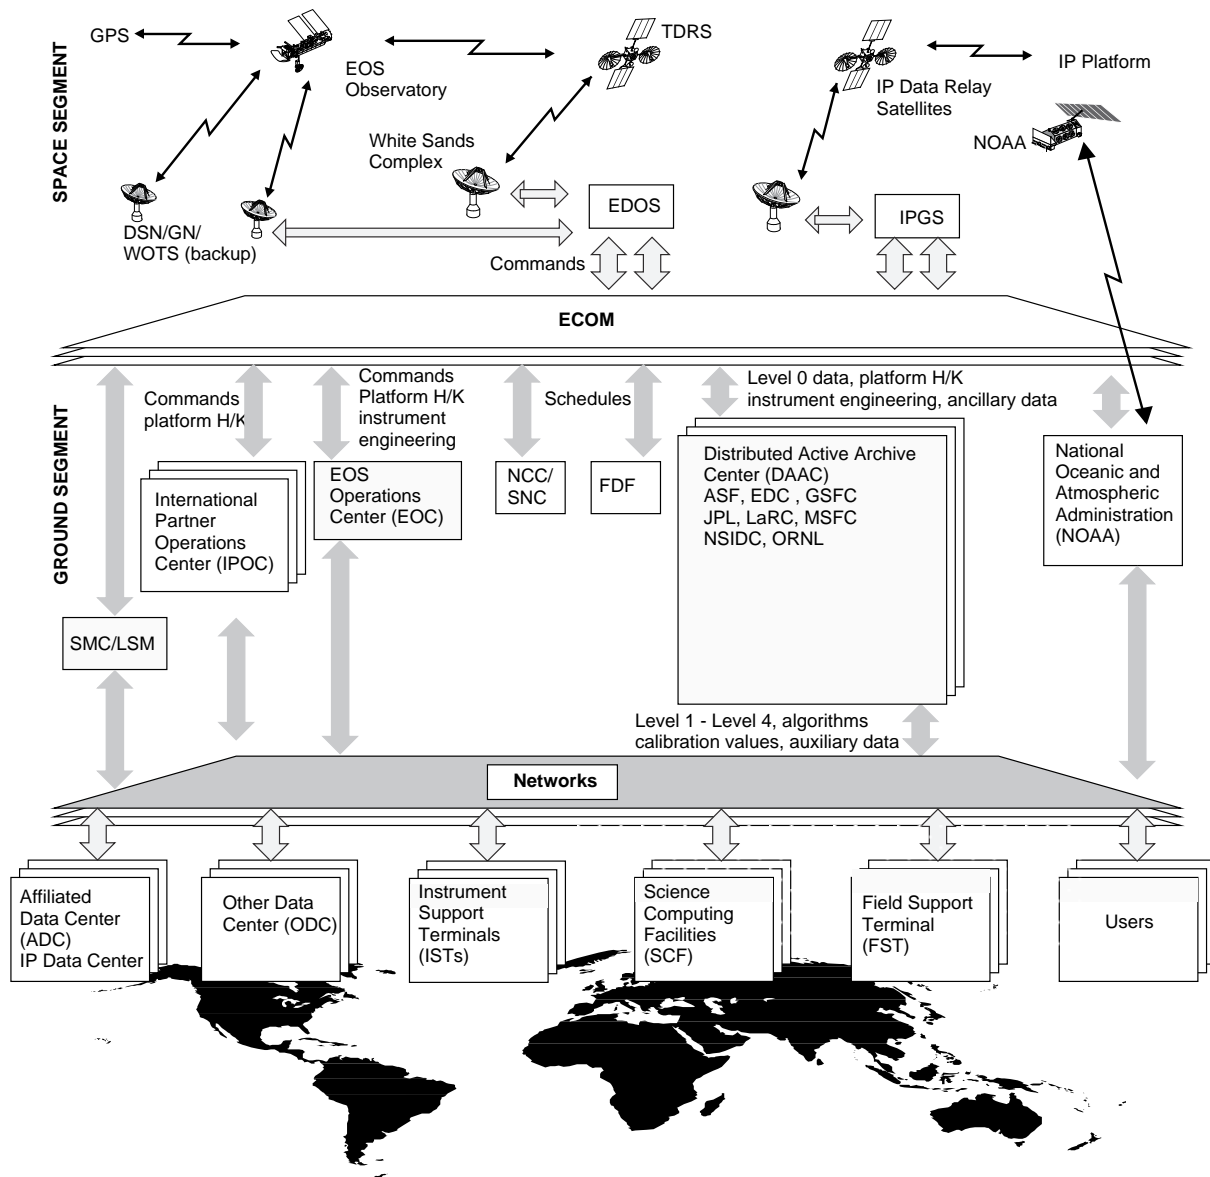 SPACE SEGMENT
GPS
EOS
Observatory
TDRS
IP Data Relay
Satellites
IP Platform
NOAA
White Sands
Complex
DSN/GN/
WOTS (backup)
EDOS
IPGS
Commands
ECOM
GROUND SEGMENT
Commands
platform H/K
Commands
Platform H/K
instrument
engineering
Schedules
Level 0 data, platform H/K
instrument engineering, ancillary data
International
Partner
Operations
Center (IPOC)
EOS
Operations
Center (EOC)
NCC/
SNC
FDF
Distributed Active Archive
Center (DAAC)
ASF, EDC , GSFC
JPL, LaRC, MSFC
NSIDC, ORNL
National
Oceanic and
Atmospheric
Administration
(NOAA)
SMC/LSM
Level 1 - Level 4, algorithms
calibration values, auxiliary data
Networks
Affiliated
Data Center
(ADC)
IP Data Center
Other Data
Center (ODC)
Instrument
Support
Terminals
(ISTs)
Science
Computing
Facilities
(SCF)
Field Support
Terminal
(FST)
Users